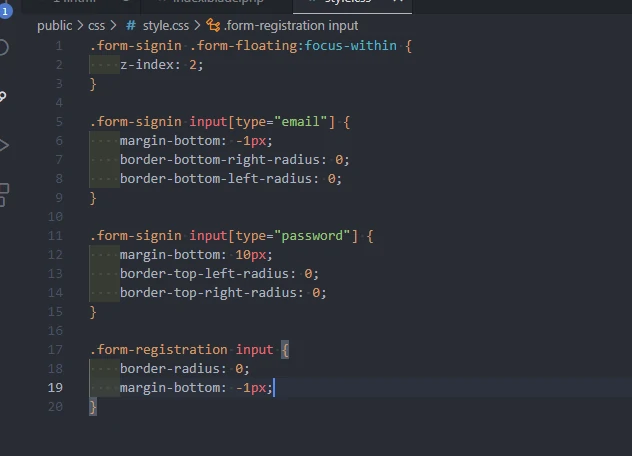 1
style.css
public > css > # style.css > .form-registration input
1 .form-signin .form-floating:focus-within {
2 z-index: 2;
3 }
4
5 .form-signin input[type="email"] {
6 margin-bottom: -1px;
7 border-bottom-right-radius: 0;
8 border-bottom-left-radius: 0;
9 }
10
11 .form-signin input[type="password"] {
12 margin-bottom: 10px;
13 border-top-left-radius: 0;
14 border-top-right-radius: 0;
15 }
16
17 .form-registration input {
18 border-radius: 0;
19 margin-bottom: -1px;
20 }